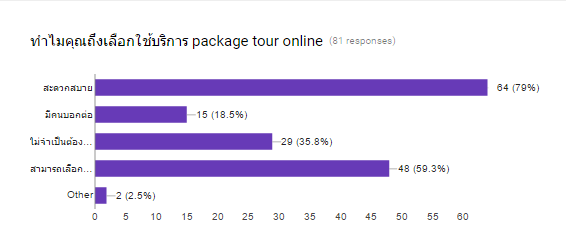 ทำไมคุณถึงเลือกใช้บริการ package tour online (81 responses)
สะดวกสบาย 64 (79%)
มีคนบอกต่อ 15 (18.5%)
ไม่จำเป็นต้อง... 29 (35.8%)
สามารถเลือก... 48 (59.3%)
Other 2 (2.5%)
0 5 10 15 20 25 30 35 40 45 50 55 60